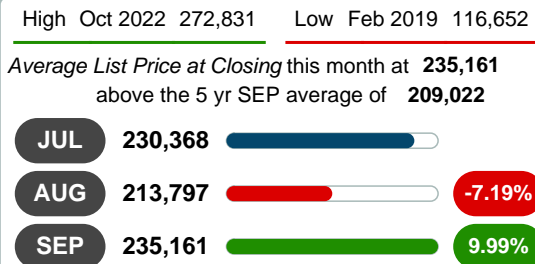 High Oct 2022 272,831 Low Feb 2019 116,652
Average List Price at Closing this month at 235,161
above the 5 yr SEP average of 209,022
JUL 230,368
AUG 213,797 -7.19%
SEP 235,161 9.99%